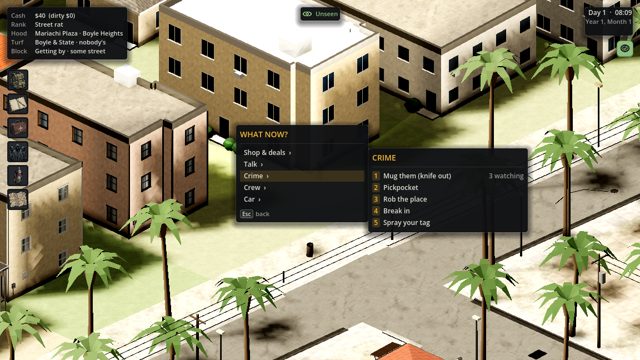 Cash $40 (dirty $0)
Rank Street rat
Hood Mariachi Plaza · Boyle Heights
Turf Boyle & State · nobody's
Block Getting by · some street
Unseen
Day 1 · 08:09
Year 1, Month 1
WHAT NOW?
Shop & deals ›
Talk ›
Crime ›
Crew ›
Car ›
Esc back
CRIME
1 Mug them (knife out) 3 watching
2 Pickpocket
3 Rob the place
4 Break in
5 Spray your tag